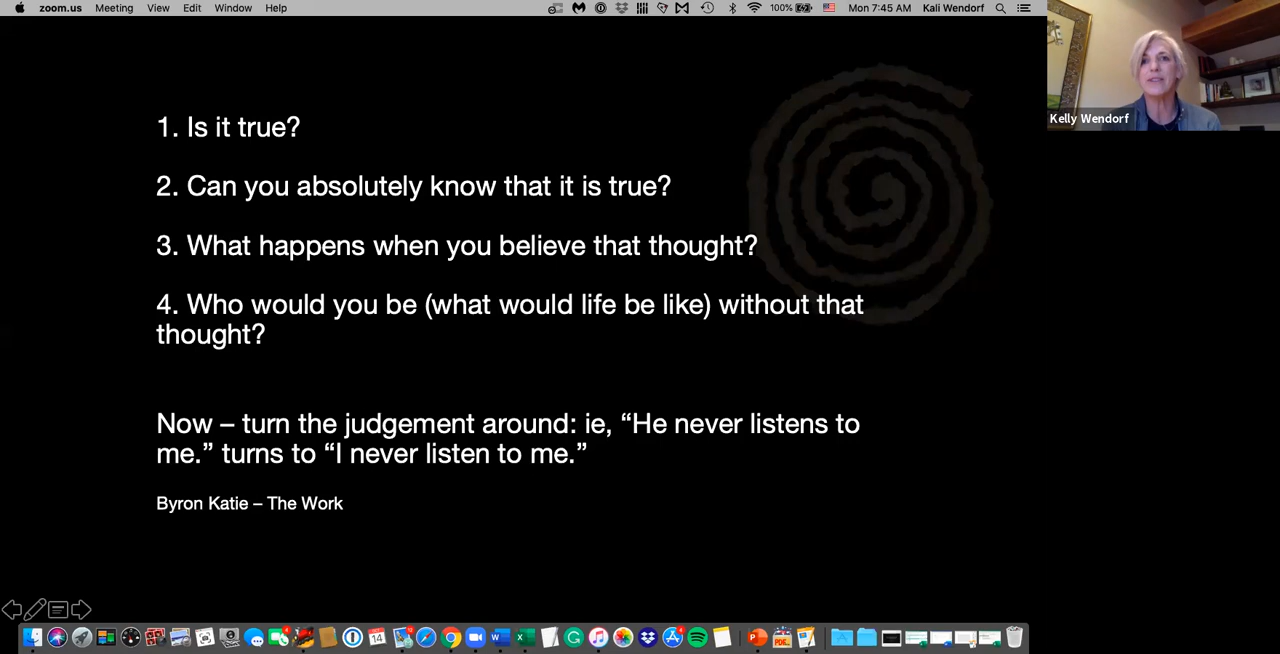 zoom.us Meeting View Edit Window Help 100% Mon 7:45 AM Kali Wendorf
Kelly Wendorf
1. Is it true?
2. Can you absolutely know that it is true?
3. What happens when you believe that thought?
4. Who would you be (what would life be like) without that
thought?
Now – turn the judgement around: ie, “He never listens to
me.” turns to “I never listen to me.”
Byron Katie – The Work